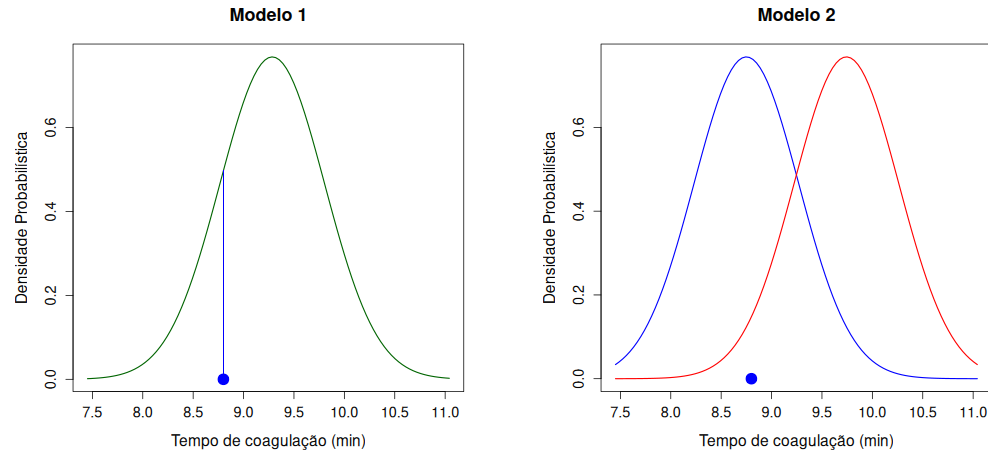 Modelo 1
Densidade Probabilística
0.0 0.2 0.4 0.6
7.5 8.0 8.5 9.0 9.5 10.0 10.5 11.0
Tempo de coagulação (min)
Modelo 2
Densidade Probabilística
0.0 0.2 0.4 0.6
7.5 8.0 8.5 9.0 9.5 10.0 10.5 11.0
Tempo de coagulação (min)